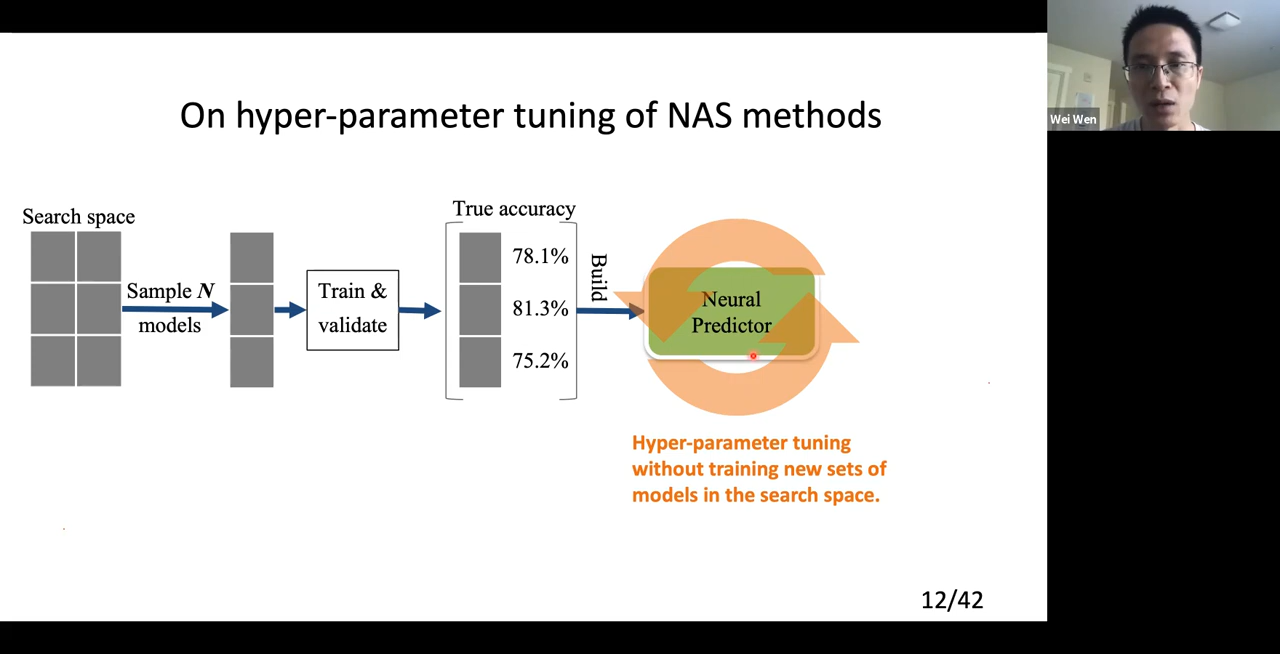 On hyper-parameter tuning of NAS methods
Wei Wen
Search space
Sample N
models
Train &
validate
True accuracy
78.1%
81.3%
75.2%
Build
Neural
Predictor
Hyper-parameter tuning
without training new sets of
models in the search space.
12/42